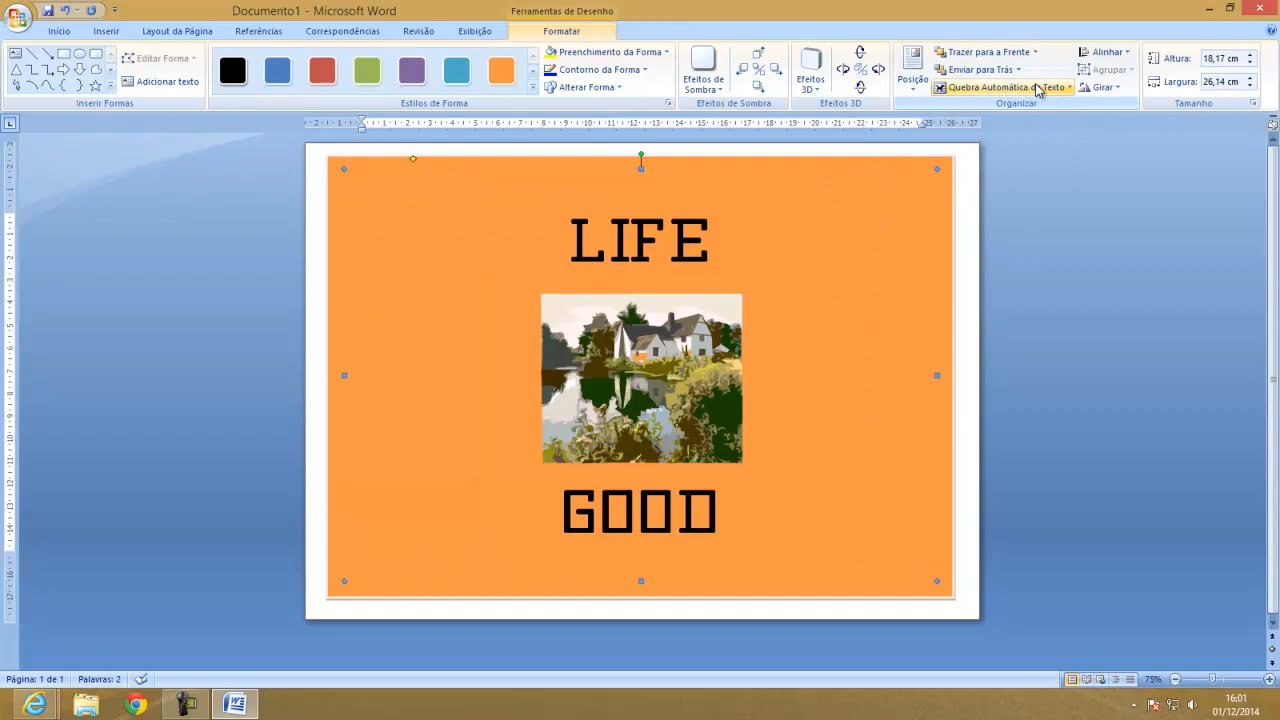 Documento1 - Microsoft Word
Ferramentas de Desenho
Início
Inserir
Layout da Página
Referências
Correspondências
Revisão
Exibição
Formatar
Editar Forma
Adicionar texto
Inserir Formas
Preenchimento da Forma
Contorno da Forma
Alterar Forma
Estilos de Forma
Efeitos de Sombra
Efeitos de Sombra
Efeitos 3D
Efeitos 3D
Posição
Trazer para a Frente
Enviar para Trás
Quebra Automática de Texto
Alinhar
Agrupar
Girar
Organizar
Altura: 18,17 cm
Largura: 26,14 cm
Tamanho
LIFE
GOOD
Página: 1 de 1
Palavras: 2
75%
16:01
01/12/2014